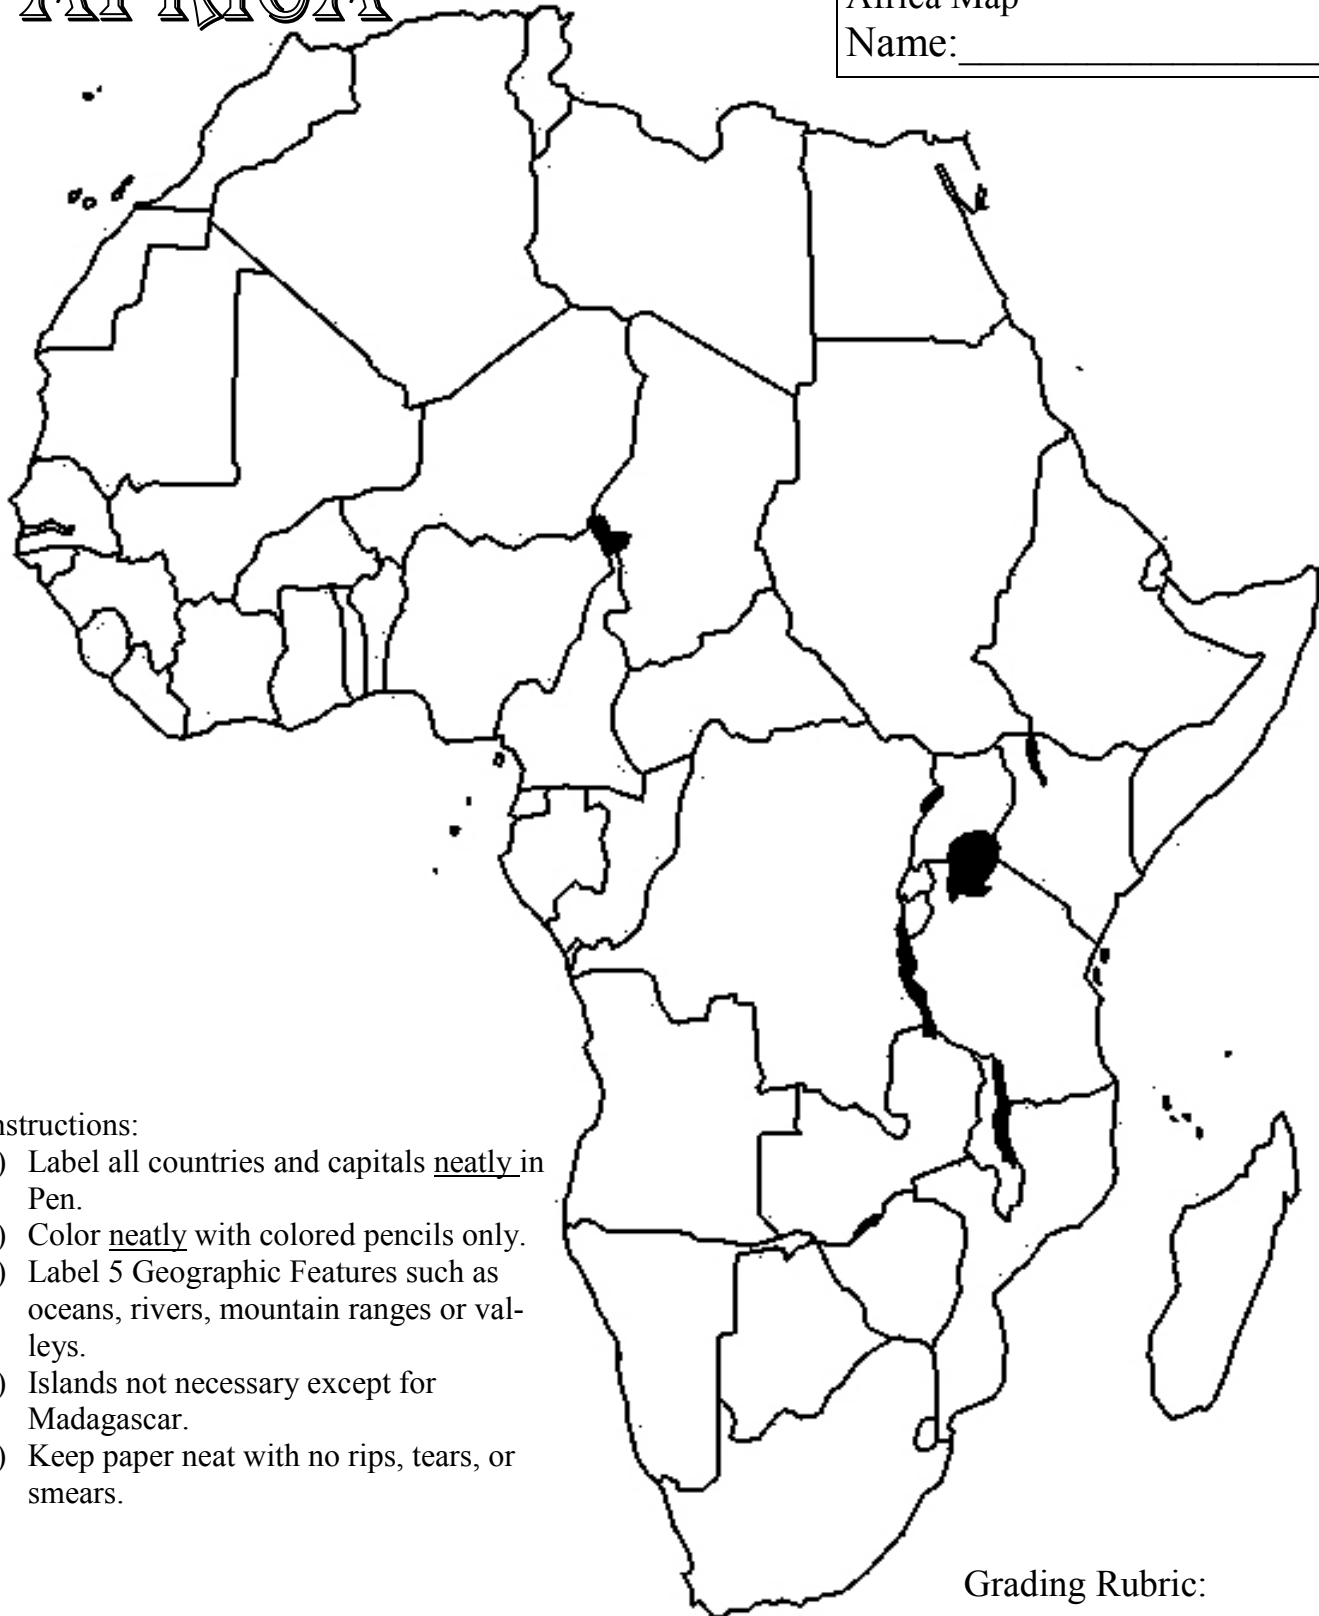 AFRICA
Africa Map
Name:
nstructions:
) Label all countries and capitals neatly in
Pen.
) Color neatly with colored pencils only.
) Label 5 Geographic Features such as
oceans, rivers, mountain ranges or val-
leys.
) Islands not necessary except for
Madagascar.
) Keep paper neat with no rips, tears, or
smears.
Grading Rubric: